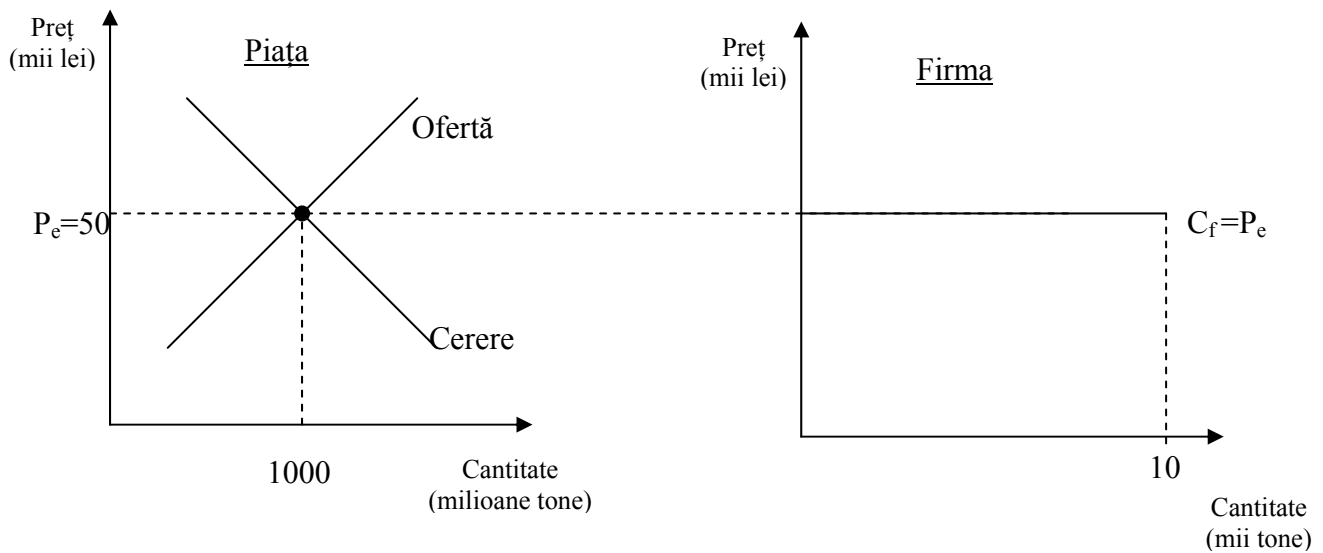 Preț
(mii lei)
Piața
Ofertă
Pe=50
Cerere
1000
Cantitate
(milioane tone)
Preț
(mii lei)
Firma
Cf=Pe
10
Cantitate
(mii tone)